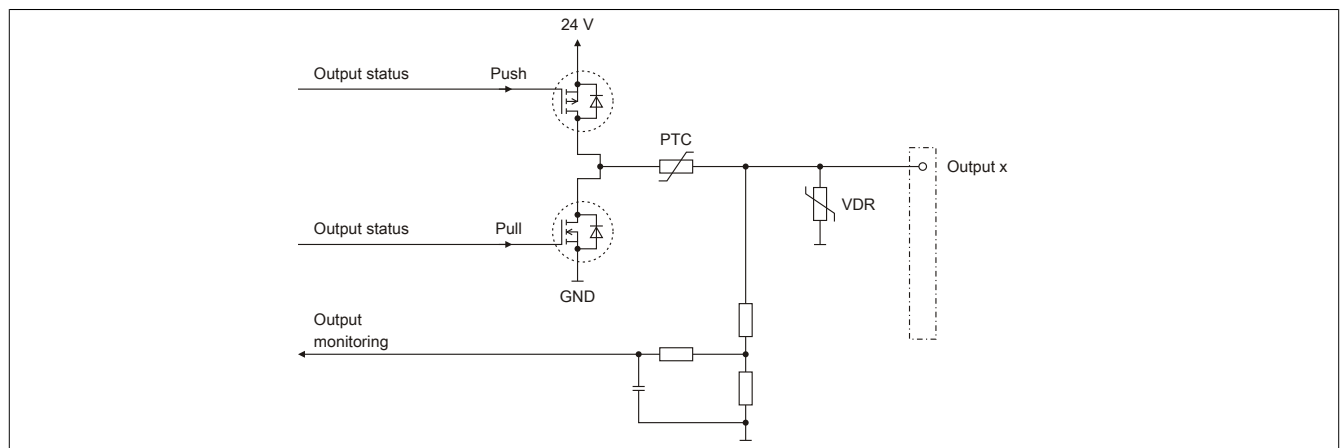 24 V
Output status
Push
PTC
Output x
VDR
Output status
Pull
GND
Output
monitoring